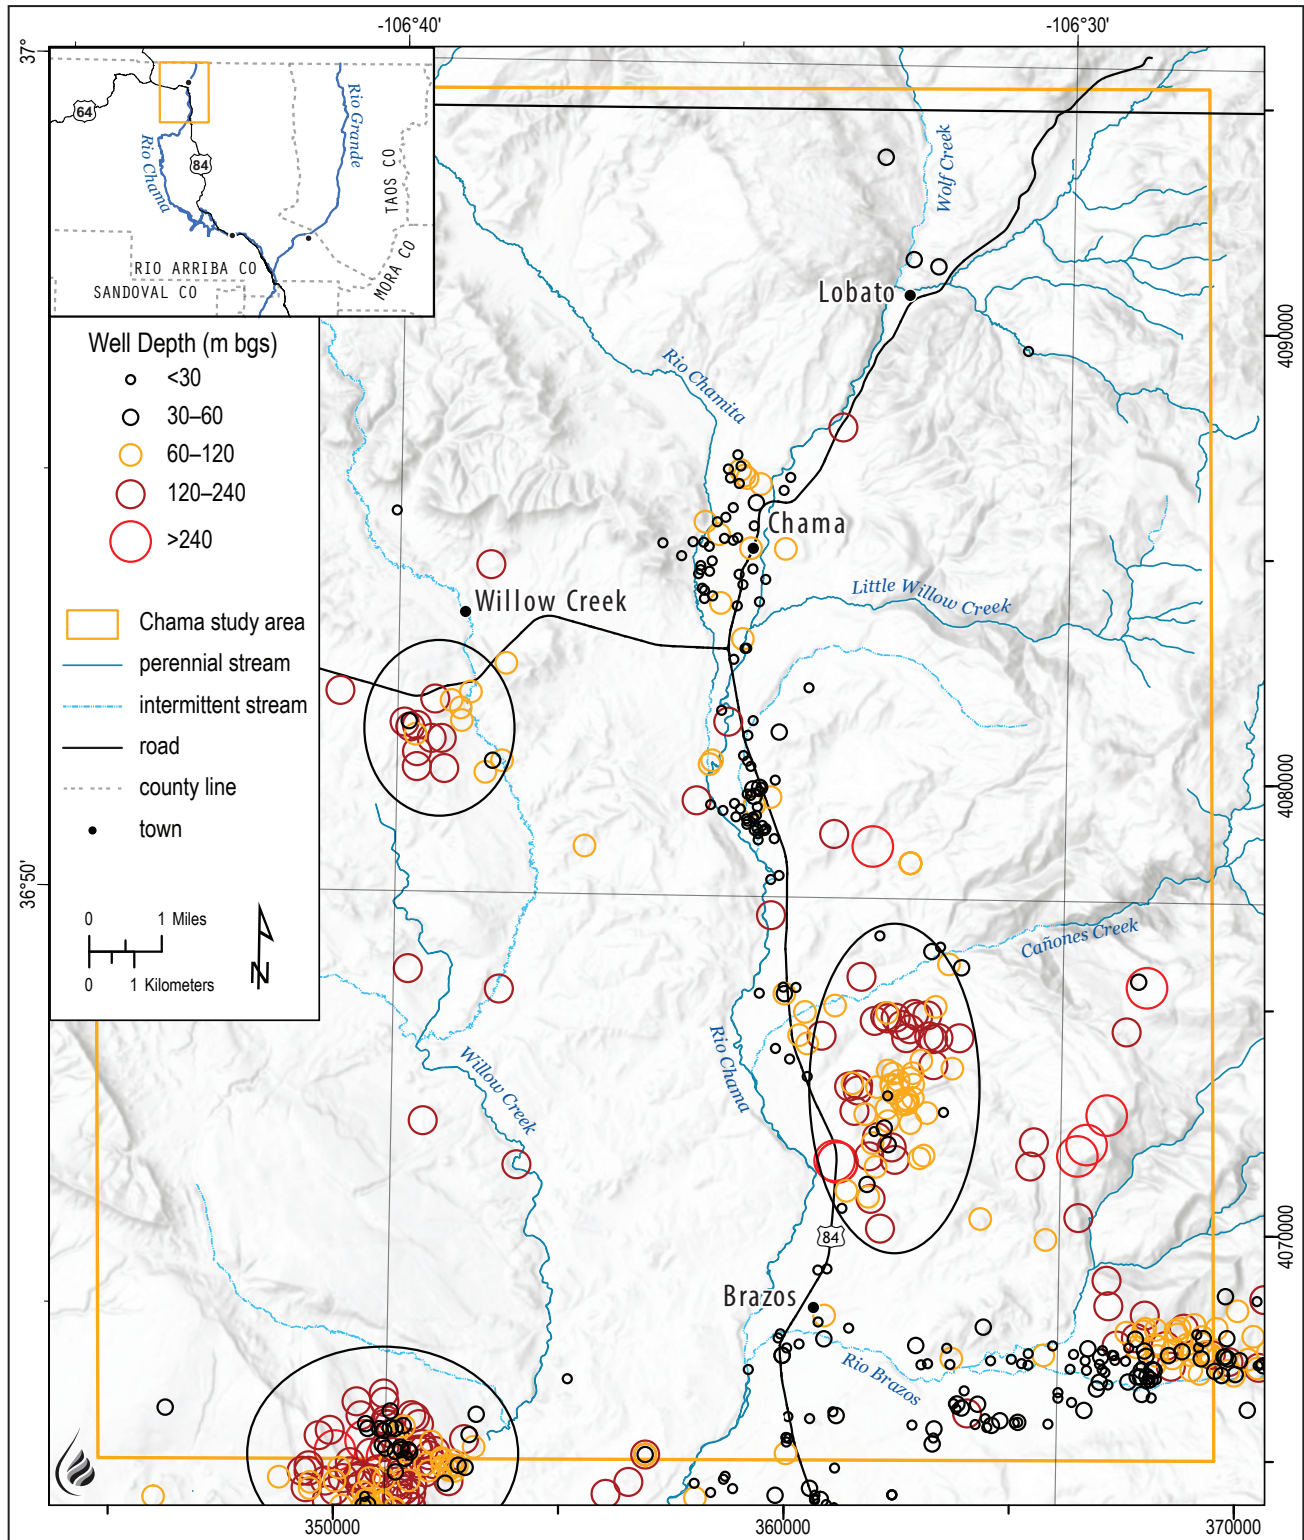 -106°40'
-106°30'
37°
64
84
Rio Chama
Rio Grande
TAOS CO
MORA CO
RIO ARRIBA CO
SANDOVAL CO
Wolf Creek
Lobato
4090000
Well Depth (m bgs)
<30
30–60
60–120
120–240
>240
Rio Chamita
Chama
Willow Creek
Little Willow Creek
Chama study area
perennial stream
intermittent stream
road
county line
town
4080000
36°50'
0 1 Miles
0 1 Kilometers
N
Cañones Creek
Rio Chama
Willow Creek
84
4070000
Brazos
Rio Brazos
350000
360000
370000